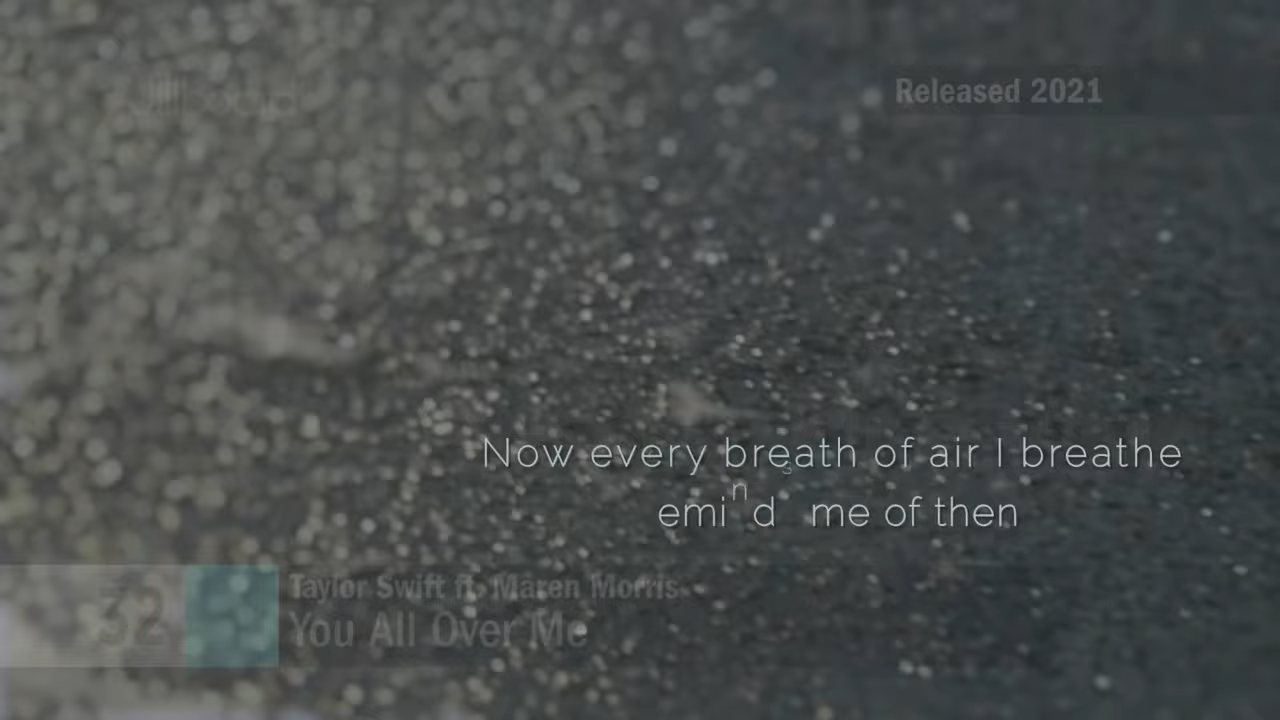 Released 2021
Now every breath of air I breathe
emind me of then
Taylor Swift ft. Maren Morris
32
You All Over Me